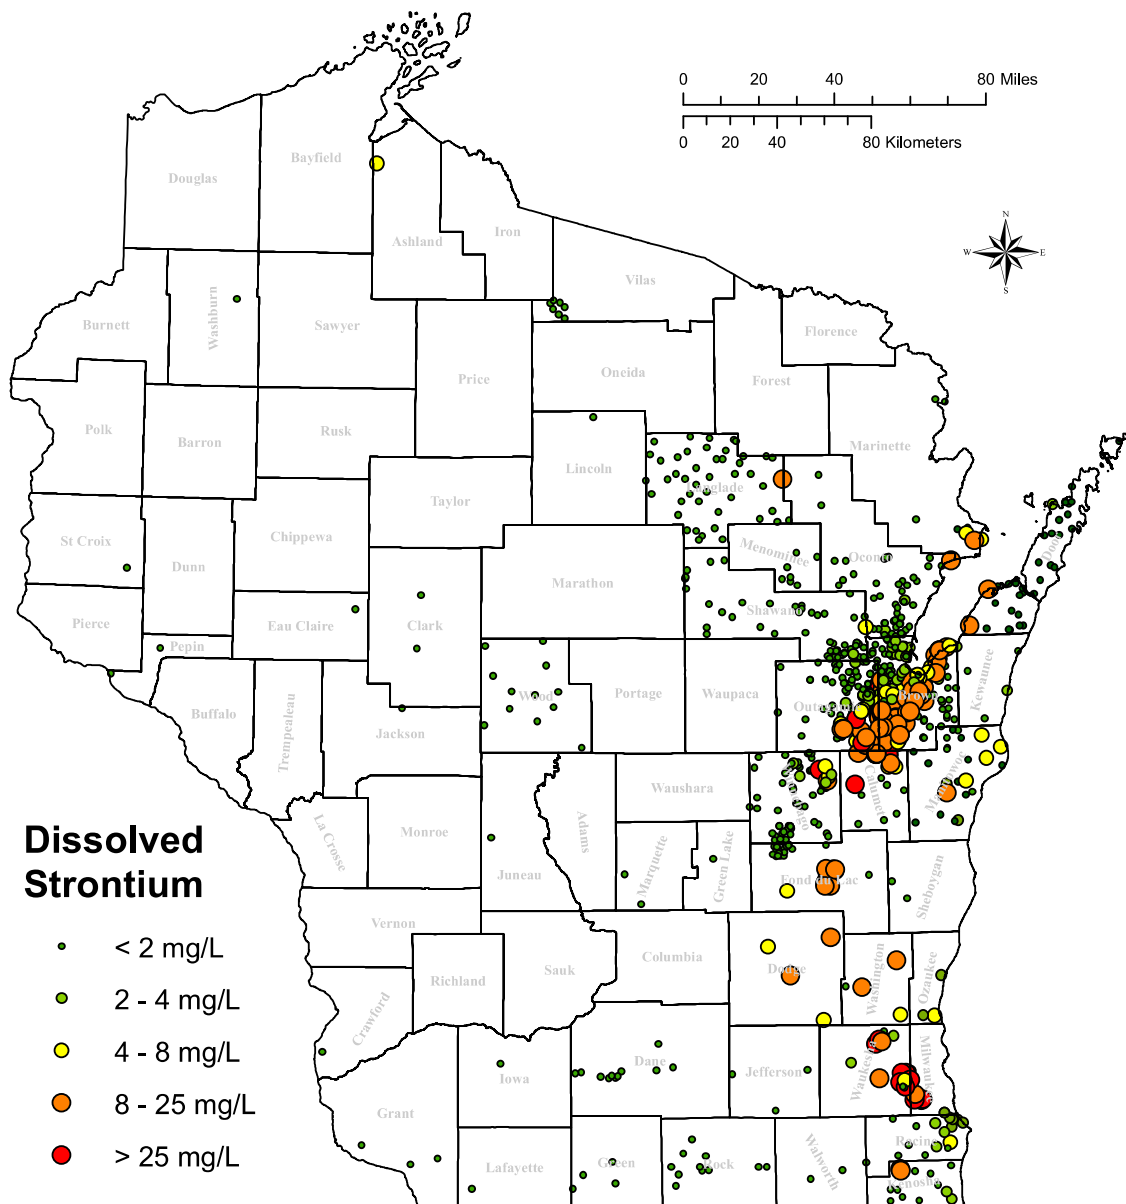 0 20 40 80 Miles
0 20 40 80 Kilometers
N
W E
S
Bayfield
Douglas
Ashland
Iron
Vilas
Washburn
Burnett
Sawyer
Florence
Price
Oneida
Forest
Polk
Barron
Rusk
Marinette
Lincoln
Langlade
Taylor
St Croix
Chippewa
Dunn
Menominee
Oconto
Door
Marathon
Pierce
Eau Claire
Clark
Shawano
Pepin
Wood
Portage
Waupaca
Outagamie
Brown
Kewaunee
Buffalo
Trempealeau
Jackson
Waushara
Winnebago
Calumet
Manitowoc
La Crosse
Monroe
Adams
Juneau
Marquette
Green Lake
Fond du Lac
Sheboygan
Vernon
Richland
Sauk
Columbia
Dodge
Washington
Ozaukee
Crawford
Iowa
Dane
Jefferson
Waukesha
Milwaukee
Grant
Lafayette
Green
Rock
Walworth
Racine
Kenosha
Dissolved
Strontium
< 2 mg/L
2 - 4 mg/L
4 - 8 mg/L
8 - 25 mg/L
> 25 mg/L